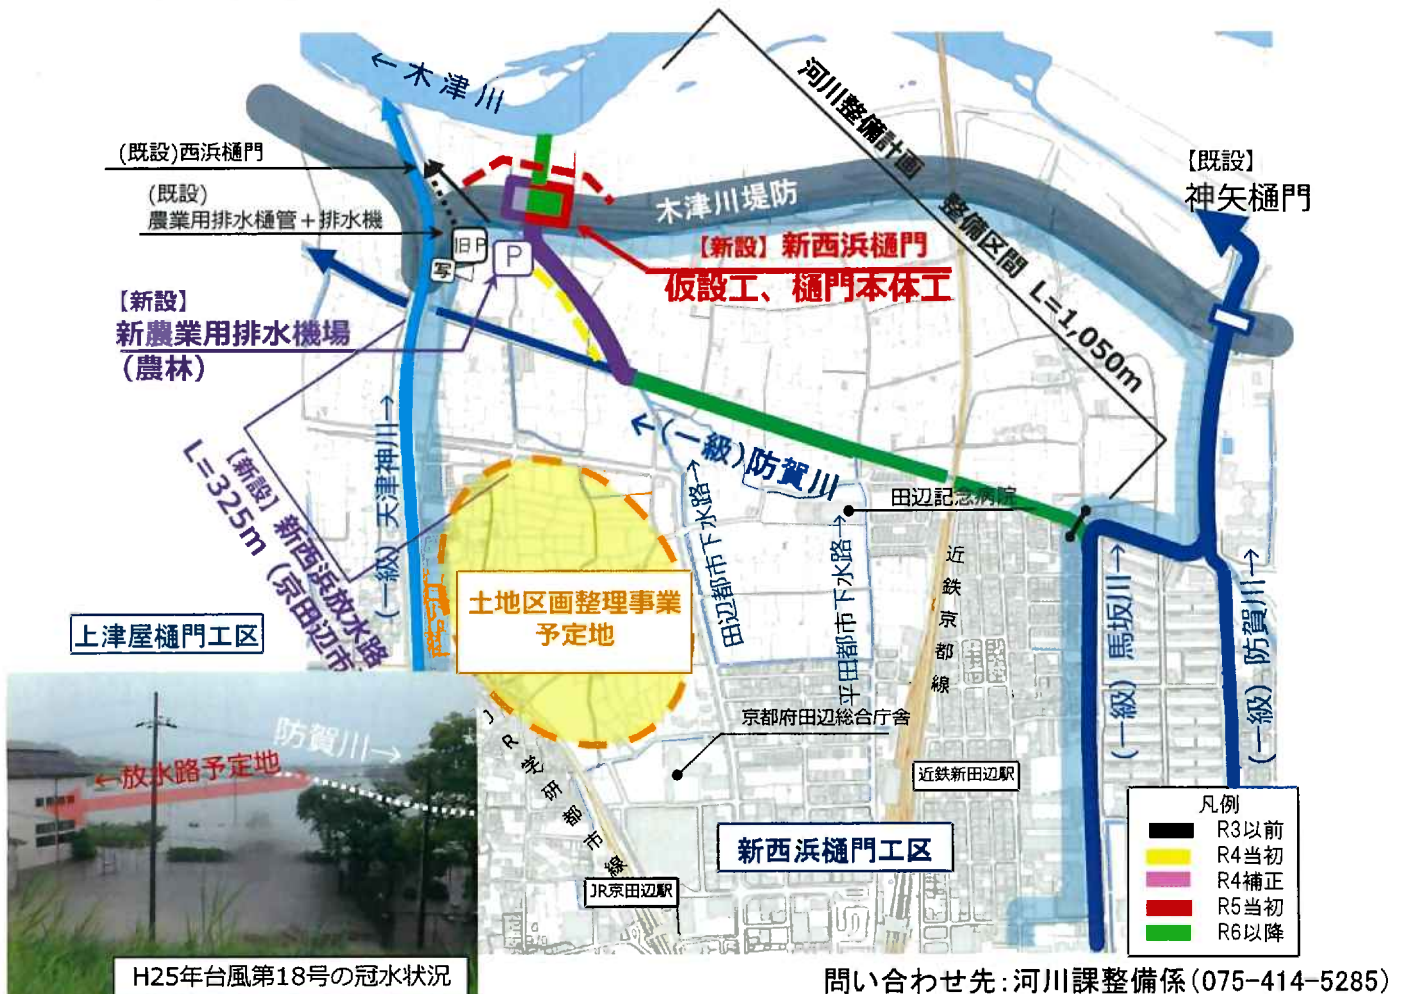 ←木津川
河川整備計画 整備区間 L=1,050m
(既設)西浜樋門
(既設)
農業用排水樋管＋排水機
【既設】
神矢樋門
木津川堤防
【新設】新西浜樋門
仮設工、樋門本体工
旧P
P
写
【新設】
新農業用排水機場
(農林)
【新設】新西浜放水路
L=325m(京田辺市)
(一級)天津神川→
←(一級)防賀川
田辺都市下水路→
平田都市下水路→
田辺記念病院
近鉄京都線
(一級)馬坂川→
(一級)防賀川→
土地区画整理事業
予定地
上津屋樋門工区
京都府田辺総合庁舎
近鉄新田辺駅
JR学研都市線
新西浜樋門工区
JR京田辺駅
防賀川→
←放水路予定地
H25年台風第18号の冠水状況
凡例
R3以前
R4当初
R4補正
R5当初
R6以降
問い合わせ先:河川課整備係(075-414-5285)